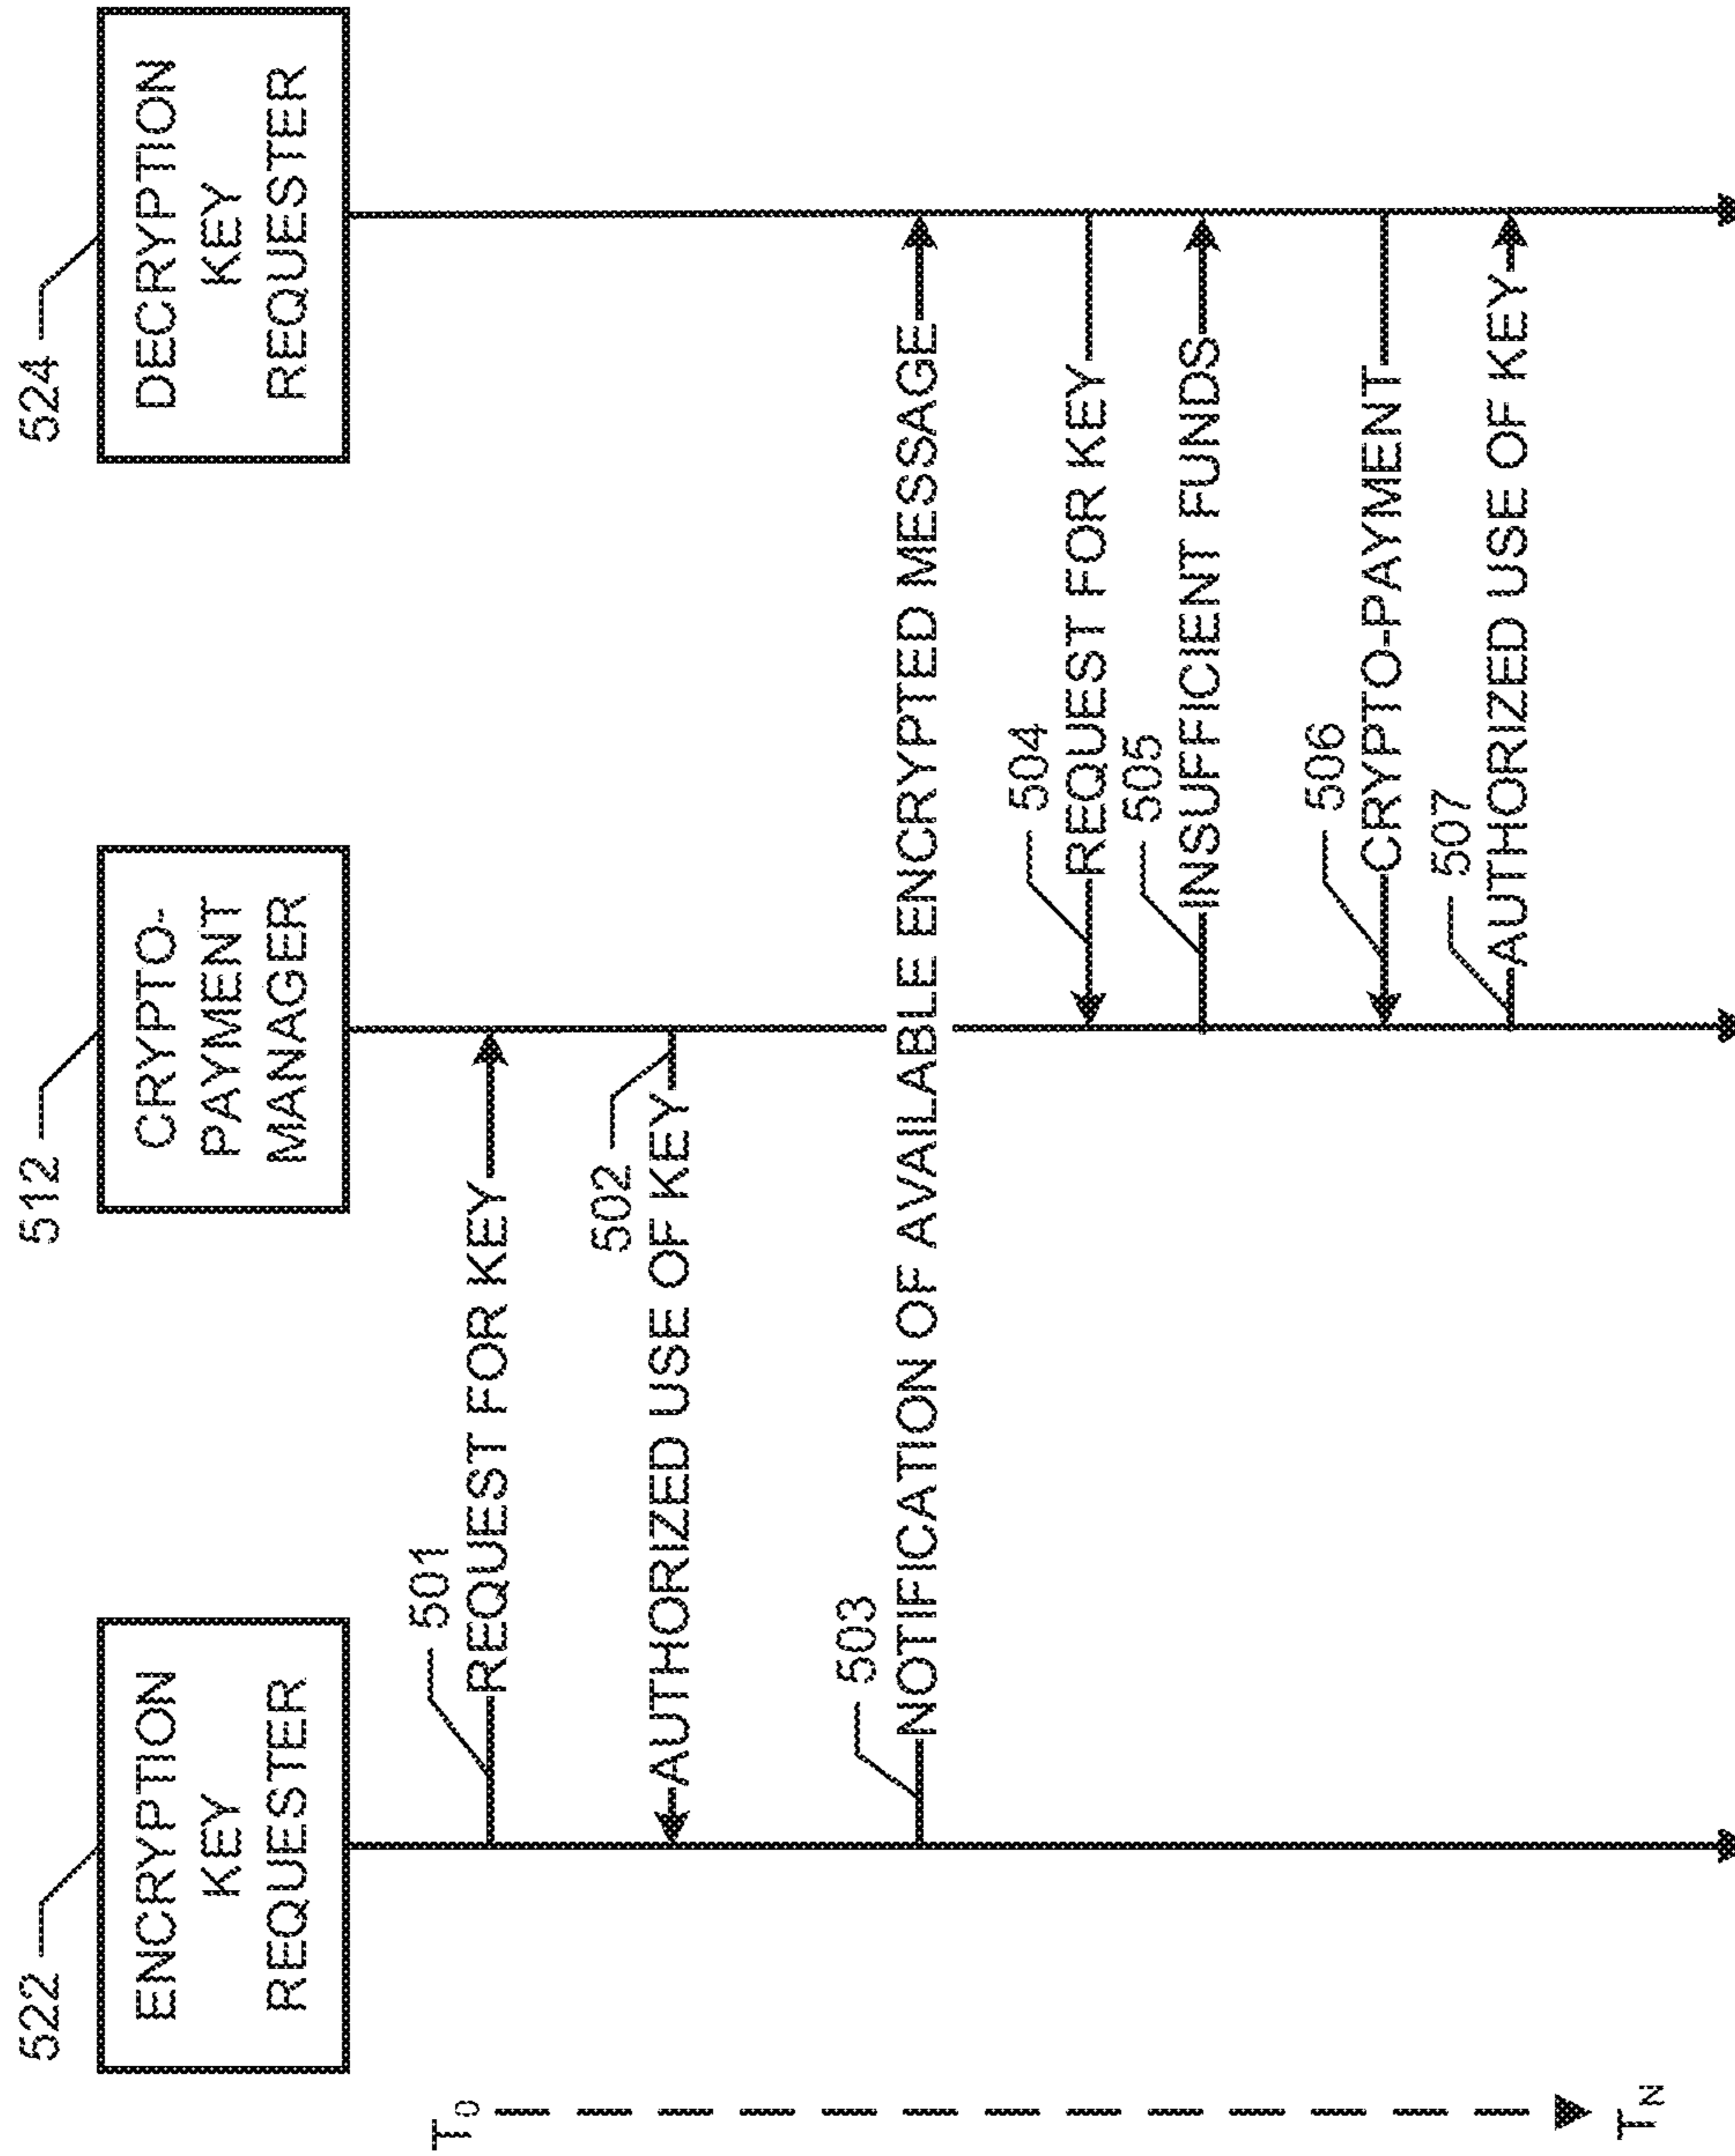 522
ENCRYPTION
KEY
REQUESTER
512
CRYPTO-
PAYMENT
MANAGER
524
DECRYPTION
KEY
REQUESTER
T0
501
REQUEST FOR KEY
502
AUTHORIZED USE OF KEY
503
NOTIFICATION OF AVAILABLE ENCRYPTED MESSAGE
504
REQUEST FOR KEY
505
INSUFFICIENT FUNDS
506
CRYPTO-PAYMENT
507
AUTHORIZED USE OF KEY
TN